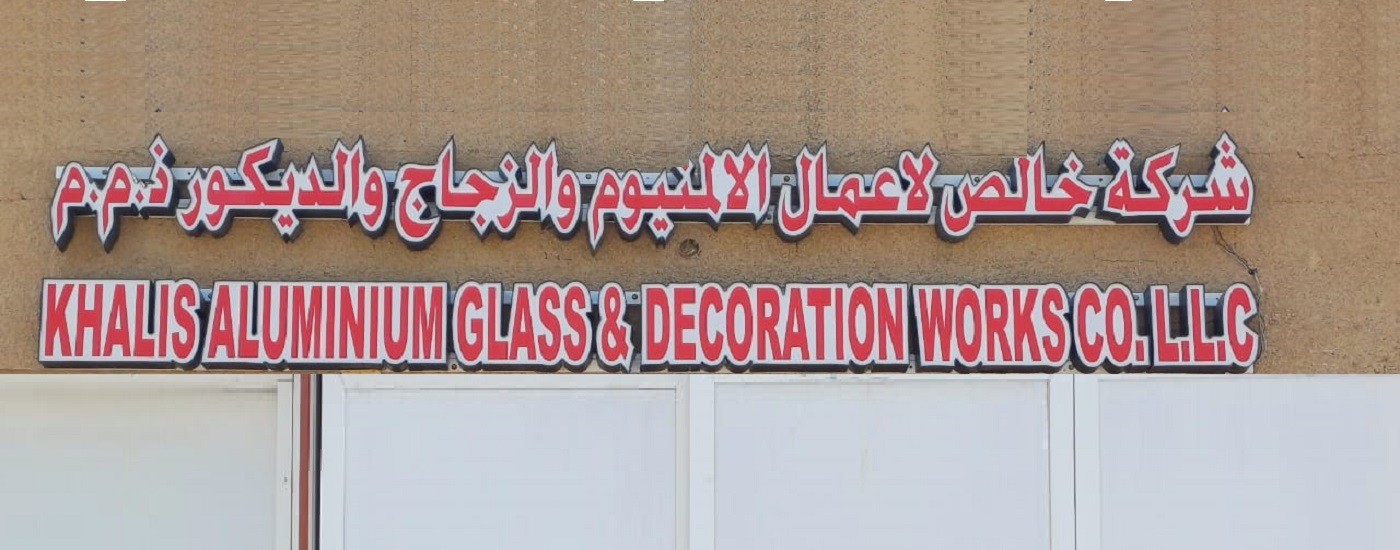 شركة خالص لاعمال الالمنيوم والزجاج والديكور ذ.م.م
KHALIS ALUMINIUM GLASS & DECORATION WORKS CO. L.L.C